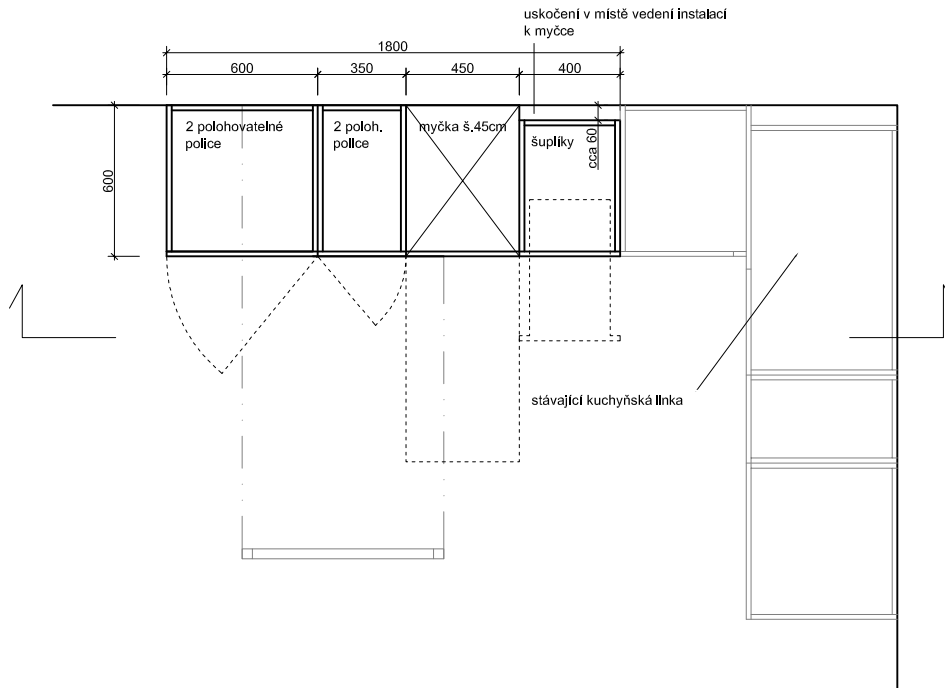 uskočení v místě vedení instalací
k myčce
1800
600
350
450
400
2 polohovatelné
police
2 poloh.
police
myčka š.45cm
šuplíky
cca 60
600
stávající kuchyňská linka